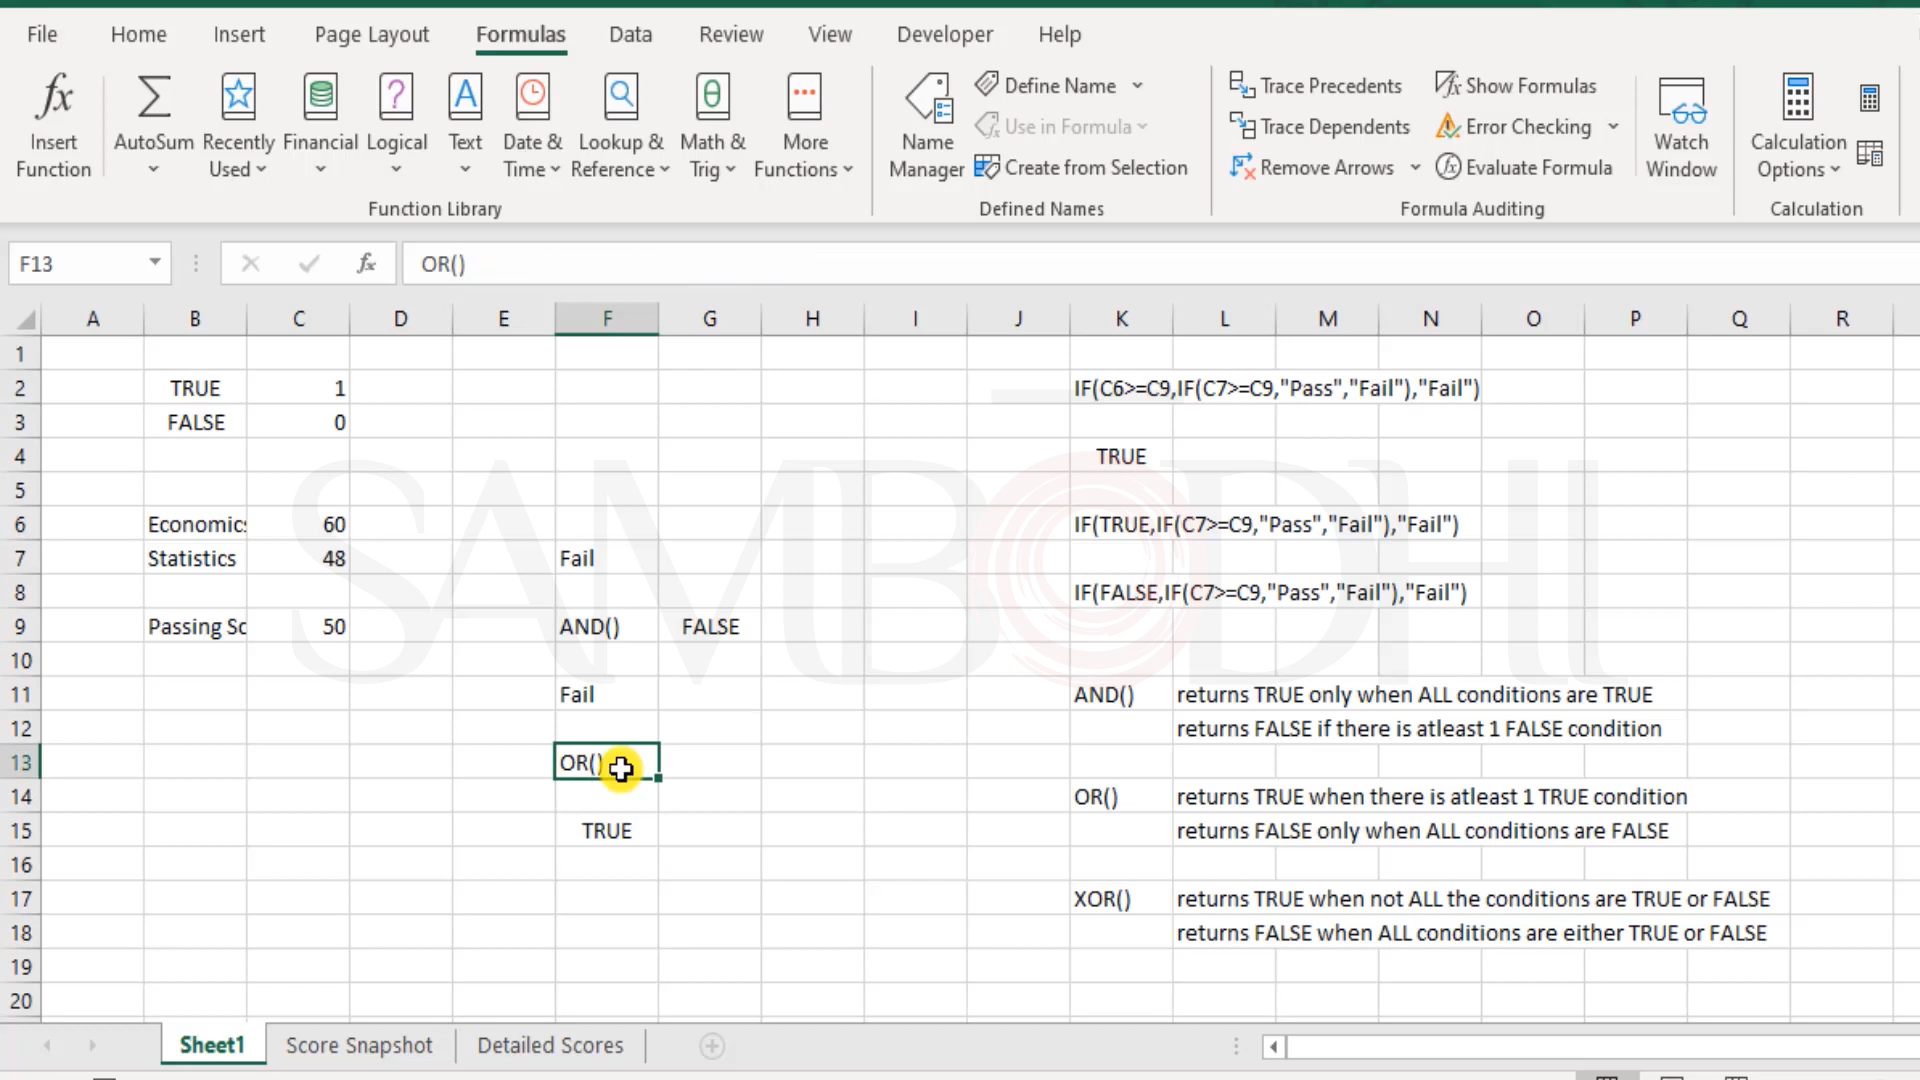 File Home Insert Page Layout Formulas Data Review View Developer Help
fx Insert Function
AutoSum
Recently Used
Financial
Logical
Text
Date & Time
Lookup & Reference
Math & Trig
More Functions
Function Library
Name Manager
Define Name
Use in Formula
Create from Selection
Defined Names
Trace Precedents
Trace Dependents
Remove Arrows
Show Formulas
Error Checking
Evaluate Formula
Formula Auditing
Watch Window
Calculation Options
Calculation
F13 fx OR()
A B C D E F G H I J K L M N O P Q R
1
2 TRUE 1 IF(C6>=C9,IF(C7>=C9,"Pass","Fail"),"Fail")
3 FALSE 0
4 TRUE
5
6 Economics 60 IF(TRUE,IF(C7>=C9,"Pass","Fail"),"Fail")
7 Statistics 48 Fail
8 IF(FALSE,IF(C7>=C9,"Pass","Fail"),"Fail")
9 Passing Sc 50 AND() FALSE
10
11 Fail AND() returns TRUE only when ALL conditions are TRUE
12 returns FALSE if there is atleast 1 FALSE condition
13 OR()
14 OR() returns TRUE when there is atleast 1 TRUE condition
15 TRUE returns FALSE only when ALL conditions are FALSE
16
17 XOR() returns TRUE when not ALL the conditions are TRUE or FALSE
18 returns FALSE when ALL conditions are either TRUE or FALSE
19
20
SAMBODHI
Sheet1 Score Snapshot Detailed Scores